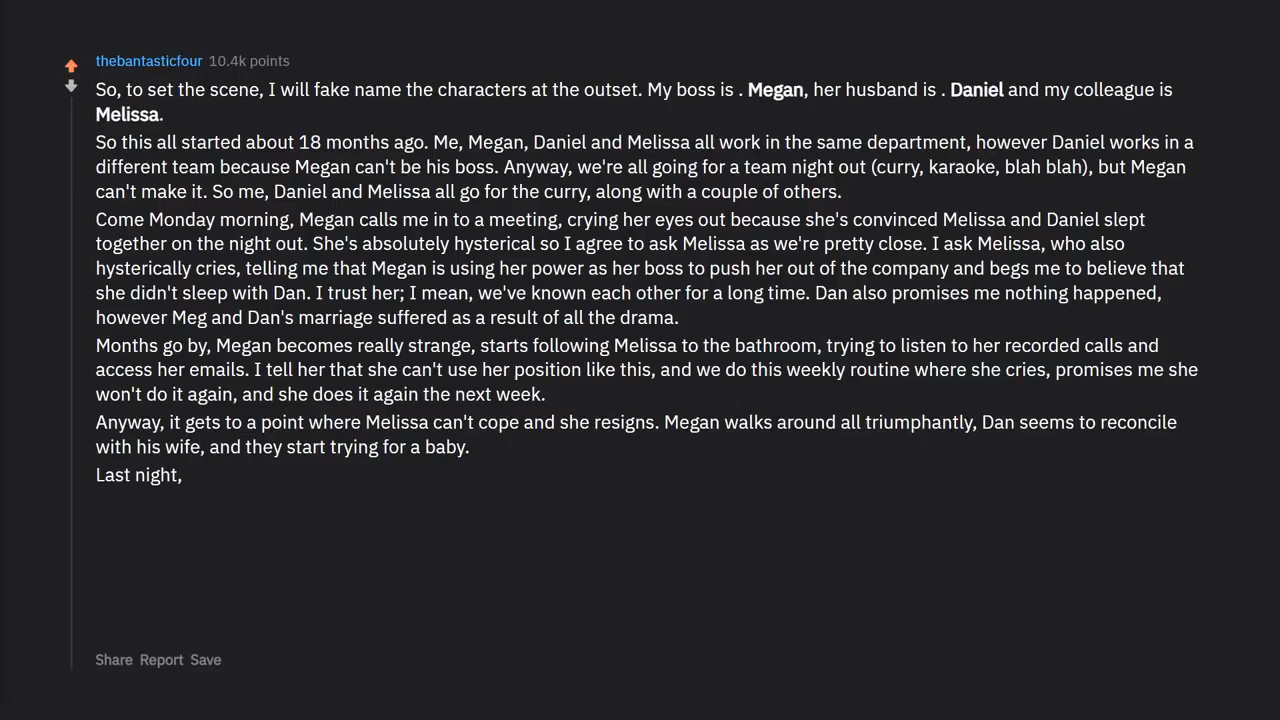 thebantasticfour 10.4k points
So, to set the scene, I will fake name the characters at the outset. My boss is . Megan, her husband is . Daniel and my colleague is
Melissa.
So this all started about 18 months ago. Me, Megan, Daniel and Melissa all work in the same department, however Daniel works in a
different team because Megan can't be his boss. Anyway, we're all going for a team night out (curry, karaoke, blah blah), but Megan
can't make it. So me, Daniel and Melissa all go for the curry, along with a couple of others.
Come Monday morning, Megan calls me in to a meeting, crying her eyes out because she's convinced Melissa and Daniel slept
together on the night out. She's absolutely hysterical so I agree to ask Melissa as we're pretty close. I ask Melissa, who also
hysterically cries, telling me that Megan is using her power as her boss to push her out of the company and begs me to believe that
she didn't sleep with Dan. I trust her; I mean, we've known each other for a long time. Dan also promises me nothing happened,
however Meg and Dan's marriage suffered as a result of all the drama.
Months go by, Megan becomes really strange, starts following Melissa to the bathroom, trying to listen to her recorded calls and
access her emails. I tell her that she can't use her position like this, and we do this weekly routine where she cries, promises me she
won't do it again, and she does it again the next week.
Anyway, it gets to a point where Melissa can't cope and she resigns. Megan walks around all triumphantly, Dan seems to reconcile
with his wife, and they start trying for a baby.
Last night,
Share Report Save